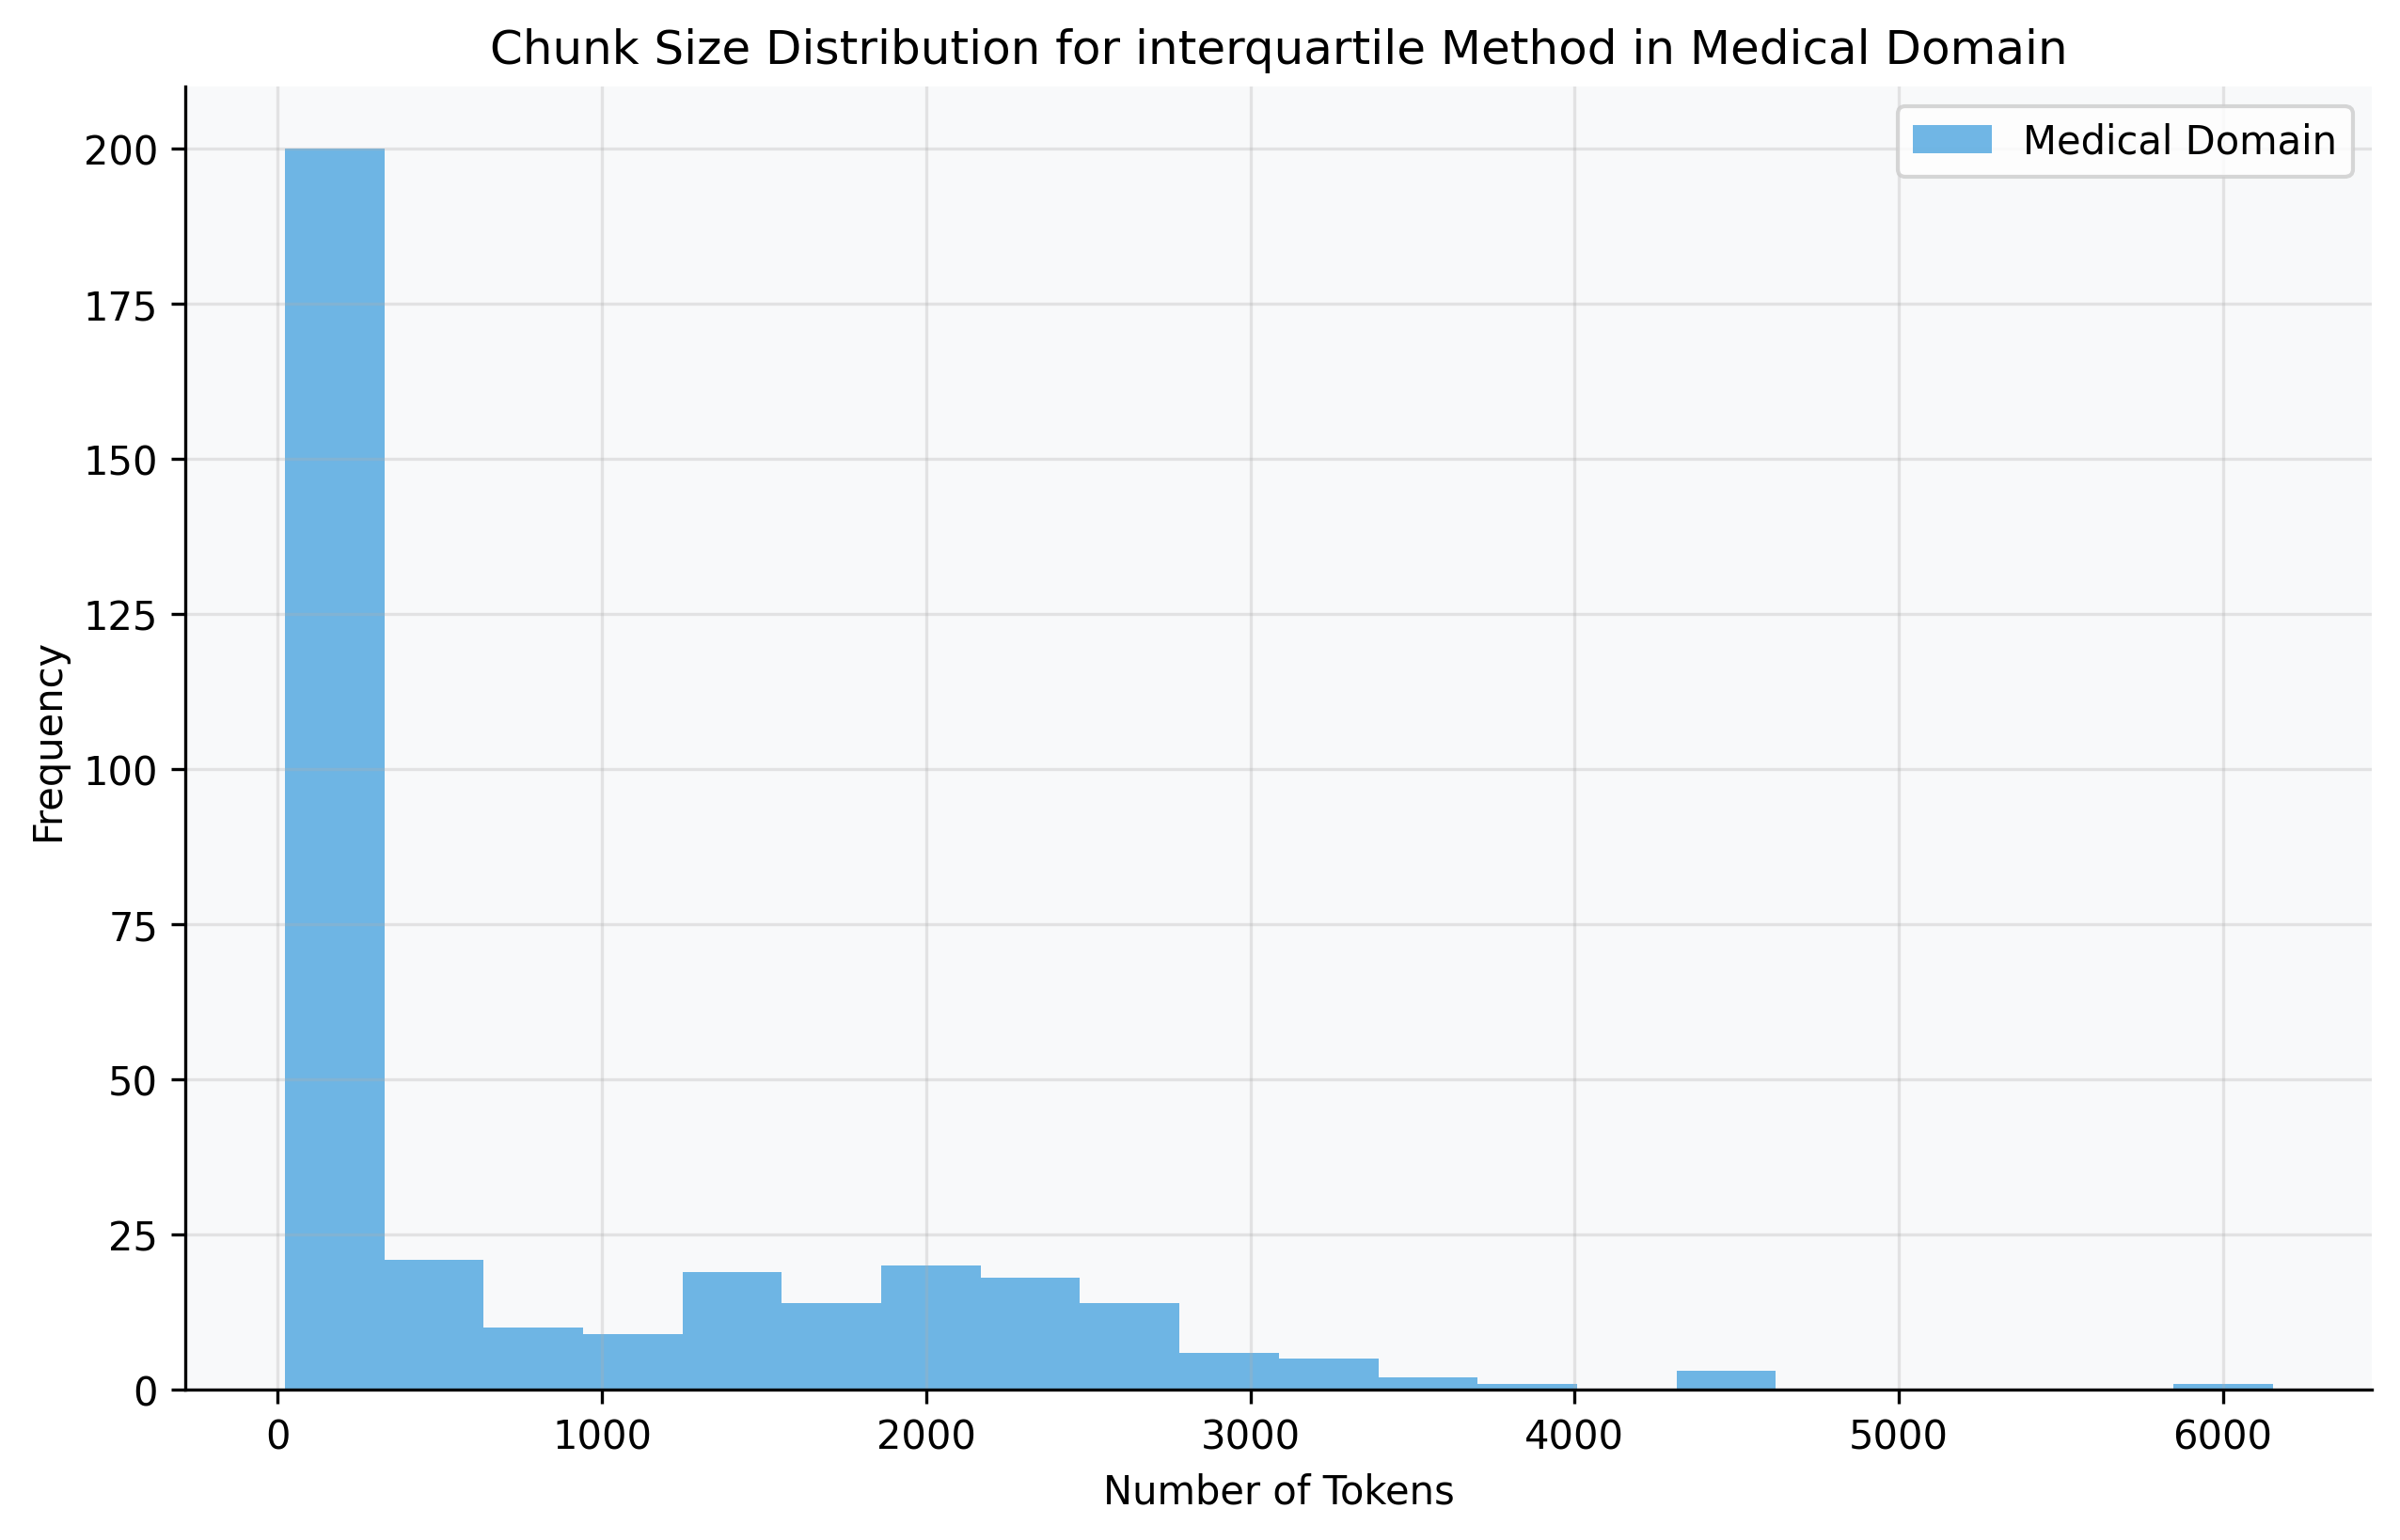 Chunk Size Distribution for interquartile Method in Medical Domain
Medical Domain
Frequency
200
175
150
125
100
75
50
25
0
0 1000 2000 3000 4000 5000 6000
Number of Tokens